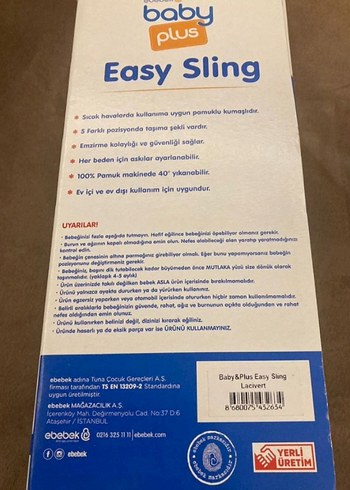 ebebek
baby
plus
Easy Sling
* Sıcak havalarda kullanıma uygun pamuklu kumaşlıdır.
* 5 Farklı pozisyonda taşıma şekli vardır.
* Emzirme kolaylığı ve güvenliği sağlar.
* Her beden için askılar ayarlanabilir.
* 100% Pamuk makinede 40° yıkanabilir.
* Ev içi ve ev dışı kullanım için uygundur.
UYARILAR!
• Bebeğinizi fazla aşağıda tutmayın. Hafif eğilince bebeğinizi öpebiliyor olmanız gerekir.
• Burun ve ağzının kapalı olmadığına emin olun. Nefes alabileceği alan yaratıp yaratmadığınızı
kontrol edin.
• Bebeğin çenesinin altına parmağınız girebiliyor olmalı. Eğer bunu yapamıyorsanız bebeğin
pozisyonunu değiştirmeniz gerekir.
• Bebeğiniz, başını dik tutabilecek kadar büyümeden önce MUTLAKA yüzü size dönük olarak
taşınmalıdır. (yaklaşık 4-5 aylık)
• Ürün üzerinizde takılı değilken bebek ASLA ürün içerisinde bırakılmamalıdır.
• Ürünü yalnızca ayakta dururken ya da yürürken kullanınız.
• Ürün egzersiz yaparken veya otomobil içerisinde otururken hiçbir zaman kullanılmamalıdır.
• Belirli aralıklarla bebeğinizin güvende, rahat, ağız ve burnunun açıkta olduğundan ve rahat
nefes aldığından emin olunuz.
• Ürünü kullanırken belinizi değil, dizinizi kırarak eğiliniz.
• Üründe hasarlı ya da eksik parça var ise ÜRÜNÜ KULLANMAYINIZ.
ebebek adına Tuna Çocuk Gereçleri A.Ş.
firması tarafından TS EN 13209-2 Standardına
uygun üretilmiştir.
ebebek MAĞAZACILIK A.Ş.
İçerenköy Mah. Değirmenyolu Cad. No:37 D:6
Ataşehir / İSTANBUL
ebebek 0216 325 11 11 | ebebek.com
ebebek
Baby&Plus Easy Sling
Lacivert
8680075432634
YERLİ
ÜRETİM